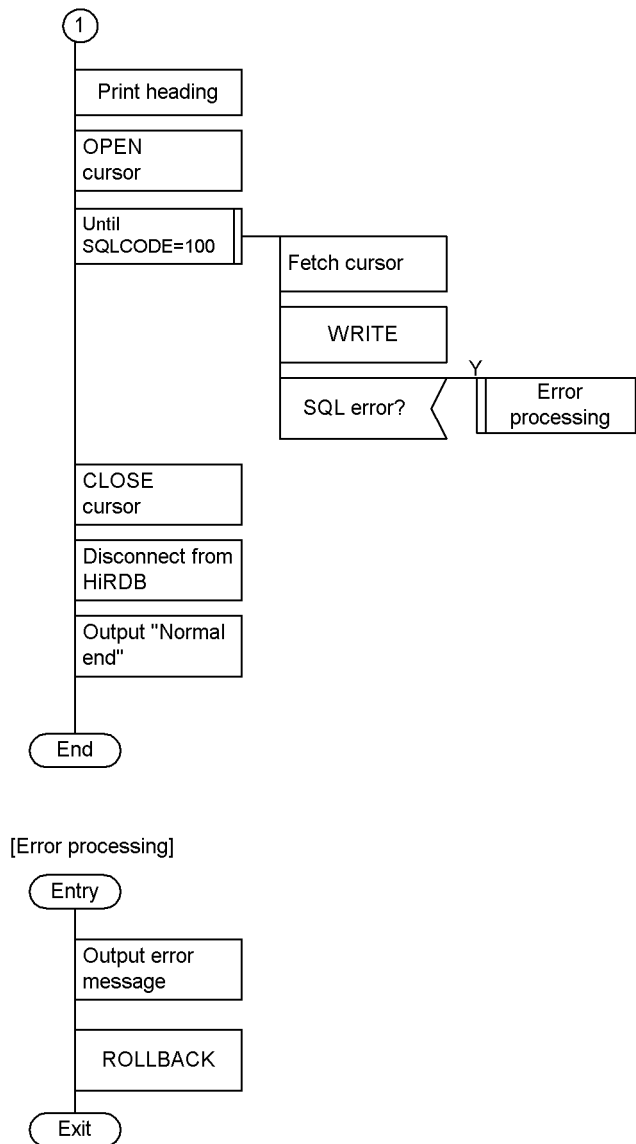 1
Print heading
OPEN
cursor
Until
SQLCODE=100
Fetch cursor
WRITE
Y
SQL error?
Error
processing
CLOSE
cursor
Disconnect from
HiRDB
Output "Normal
end"
End
[Error processing]
Entry
Output error
message
ROLLBACK
Exit